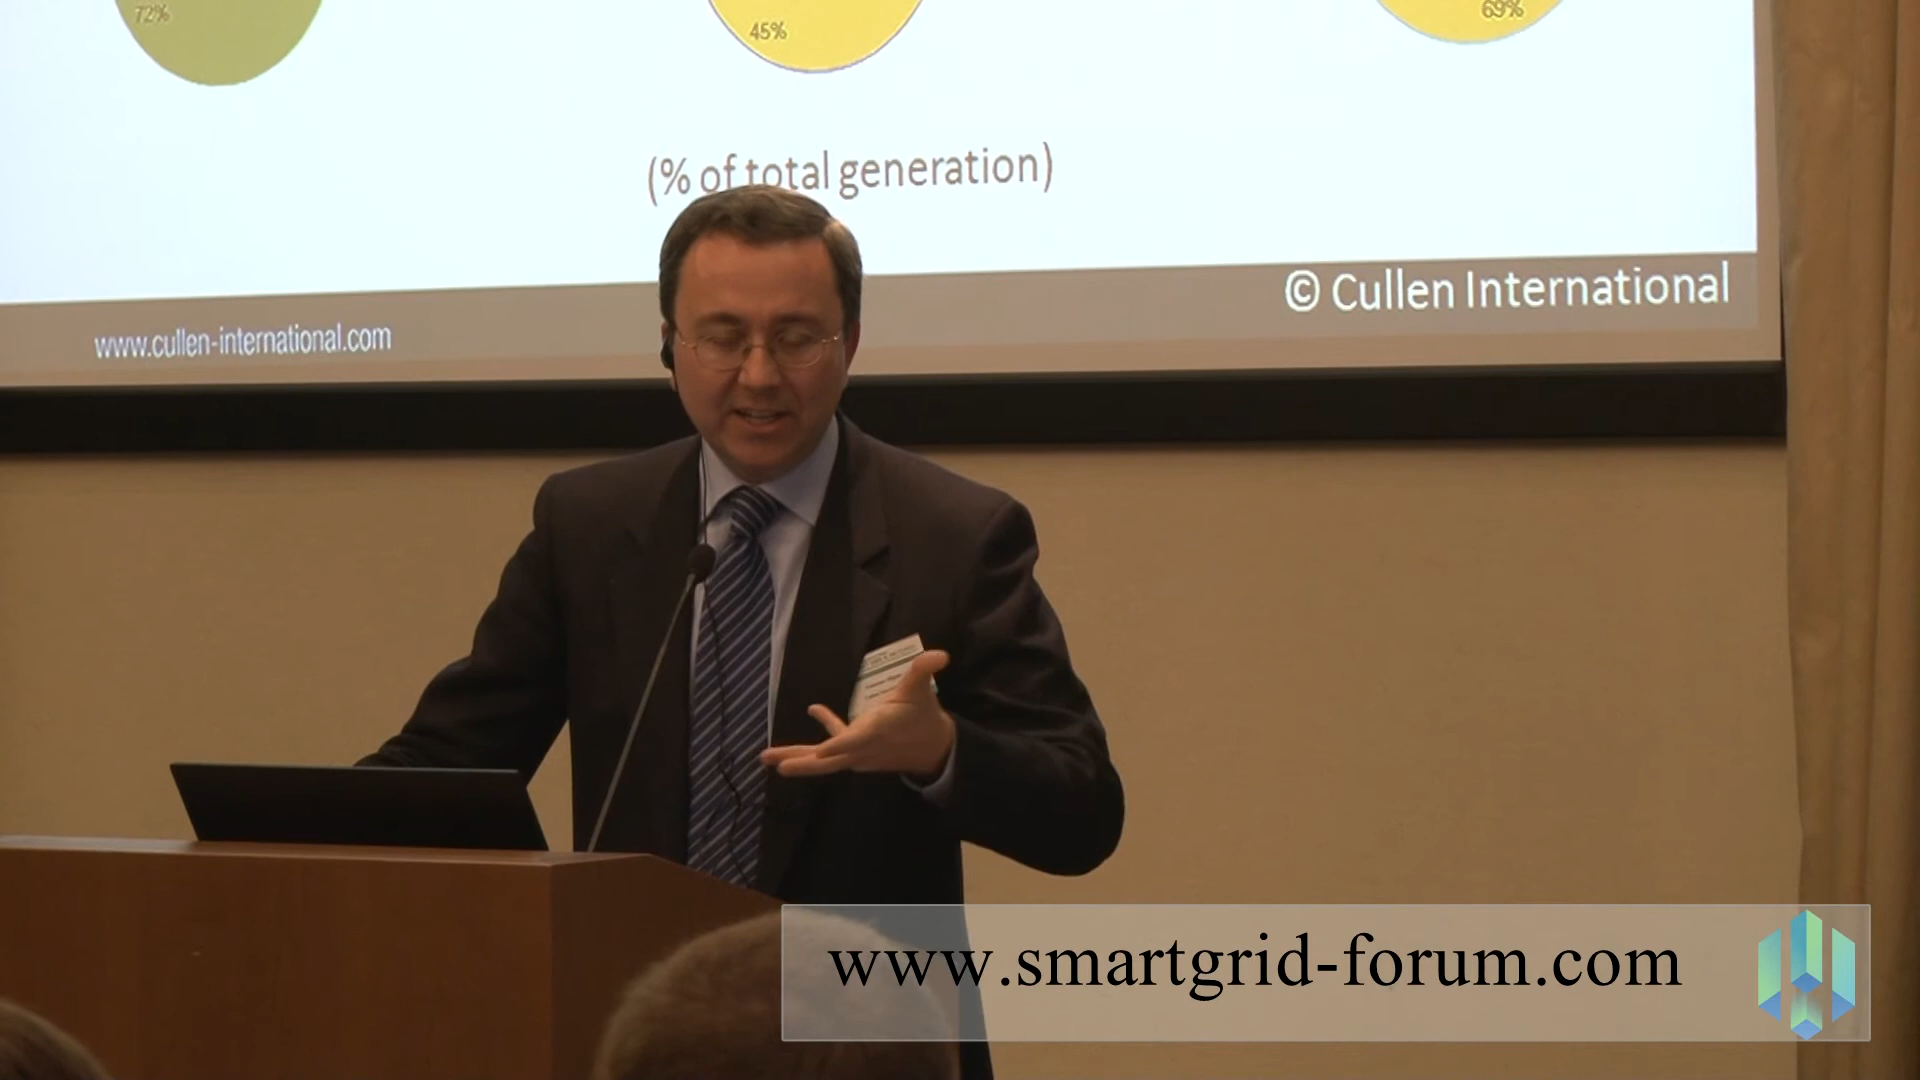 72%
45%
69%
(% of total generation)
© Cullen International
www.cullen-international.com
www.smartgrid-forum.com